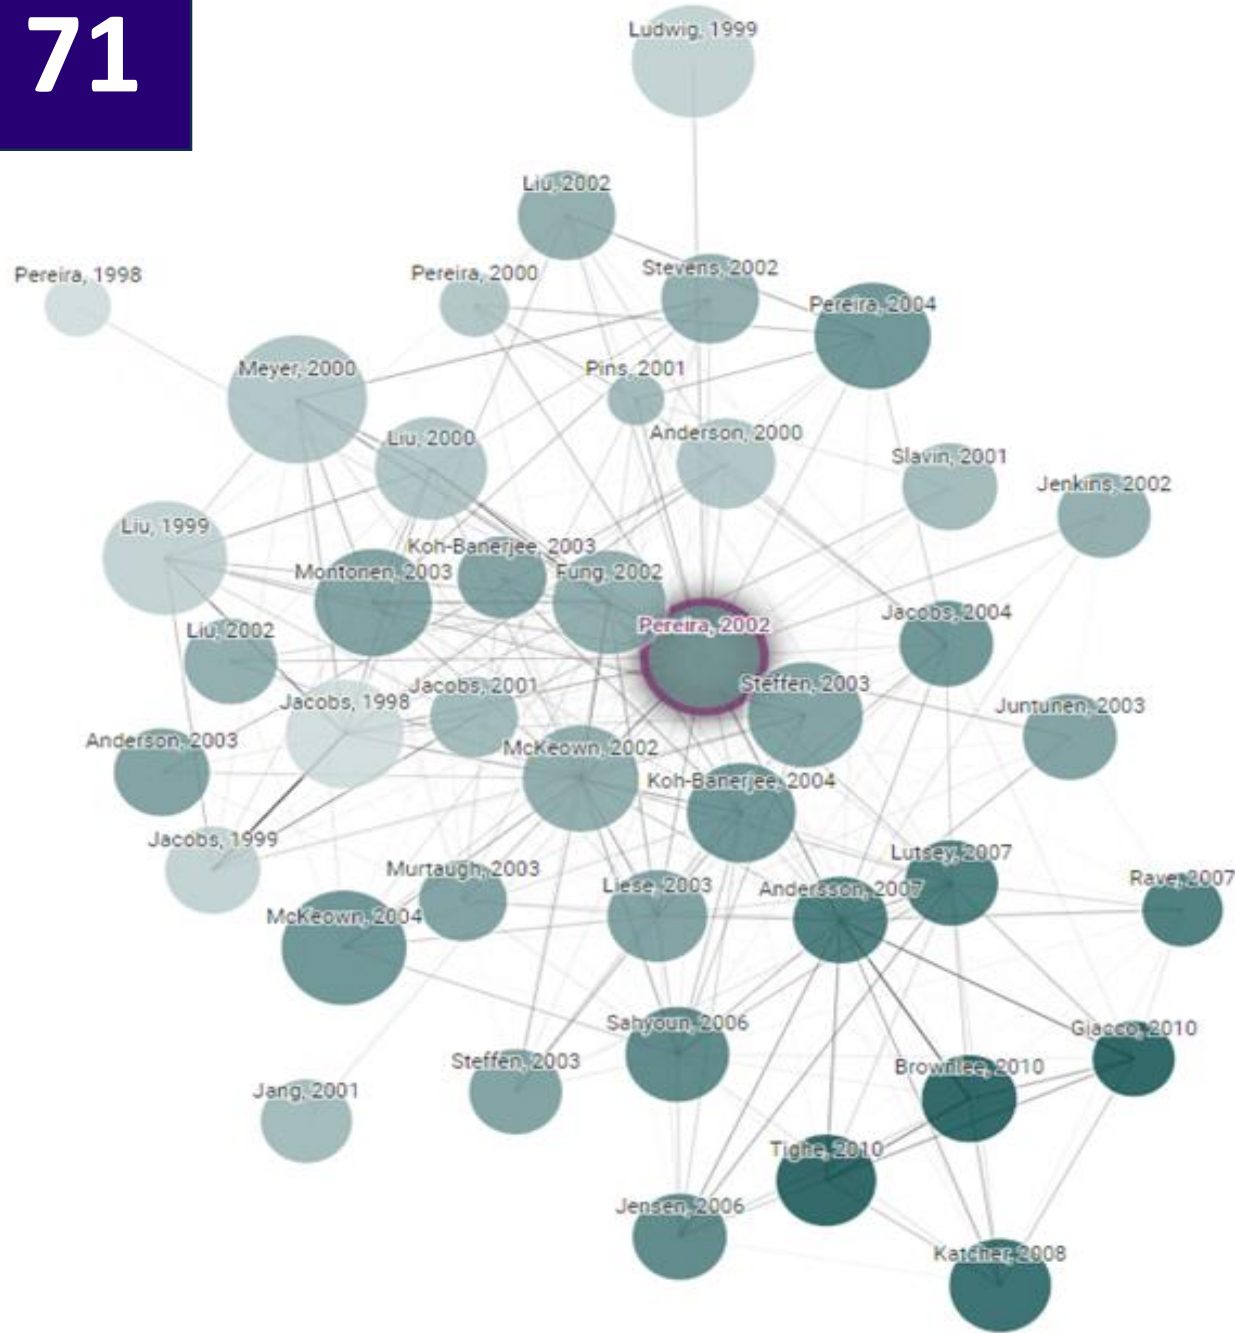 71
Ludwig, 1999
Liu, 2002
Stevens, 2002
Pereira, 1998
Pereira, 2000
Pereira, 2004
Meyer, 2000
Pins, 2001
Liu, 2000
Anderson, 2000
Slavin, 2001
Jenkins, 2002
Liu, 1999
Koh-Banerjee, 2003
Montonen, 2003
Fung, 2002
Jacobs, 2004
Pereira, 2002
Liu, 2002
Steffen, 2003
Jacobs, 2001
Jacobs, 1998
Juntunen, 2003
Anderson, 2003
McKeown, 2002
Koh-Banerjee, 2004
Jacobs, 1999
Lutsey, 2007
Murtaugh, 2003
Rave, 2007
Liese, 2003
Andersson, 2007
McKeown, 2004
Sahyoun, 2006
Giacco, 2010
Steffen, 2003
Brownlee, 2010
Jang, 2001
Tighe, 2010
Jensen, 2006
Katcher, 2008